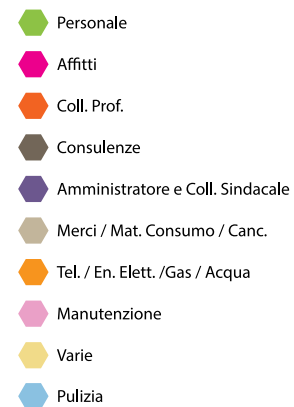 Personale
Affitti
Coll. Prof.
Consulenze
Amministratore e Coll. Sindacale
Merci / Mat. Consumo / Canc.
Tel. / En. Elett. /Gas / Acqua
Manutenzione
Varie
Pulizia